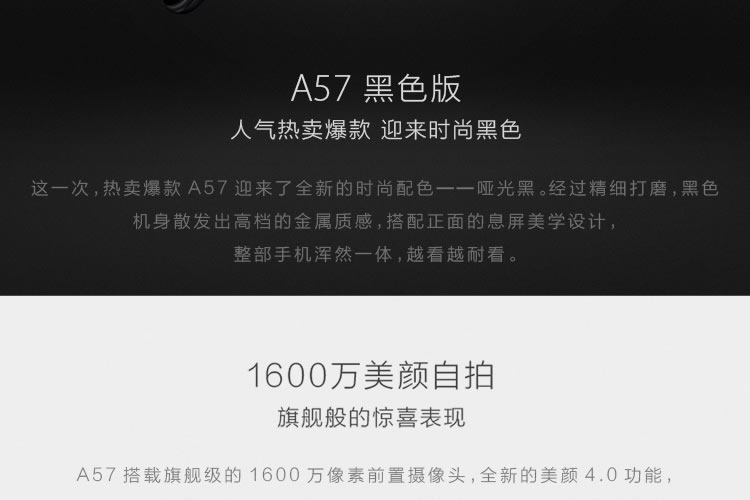 A57 黑色版
人气热卖爆款 迎来时尚黑色
这一次，热卖爆款 A57 迎来了全新的时尚配色——哑光黑。经过精细打磨，黑色
机身散发出高档的金属质感，搭配正面的息屏美学设计，
整部手机浑然一体，越看越耐看。
1600万美颜自拍
旗舰般的惊喜表现
A57 搭载旗舰级的 1600 万像素前置摄像头，全新的美颜 4.0 功能，